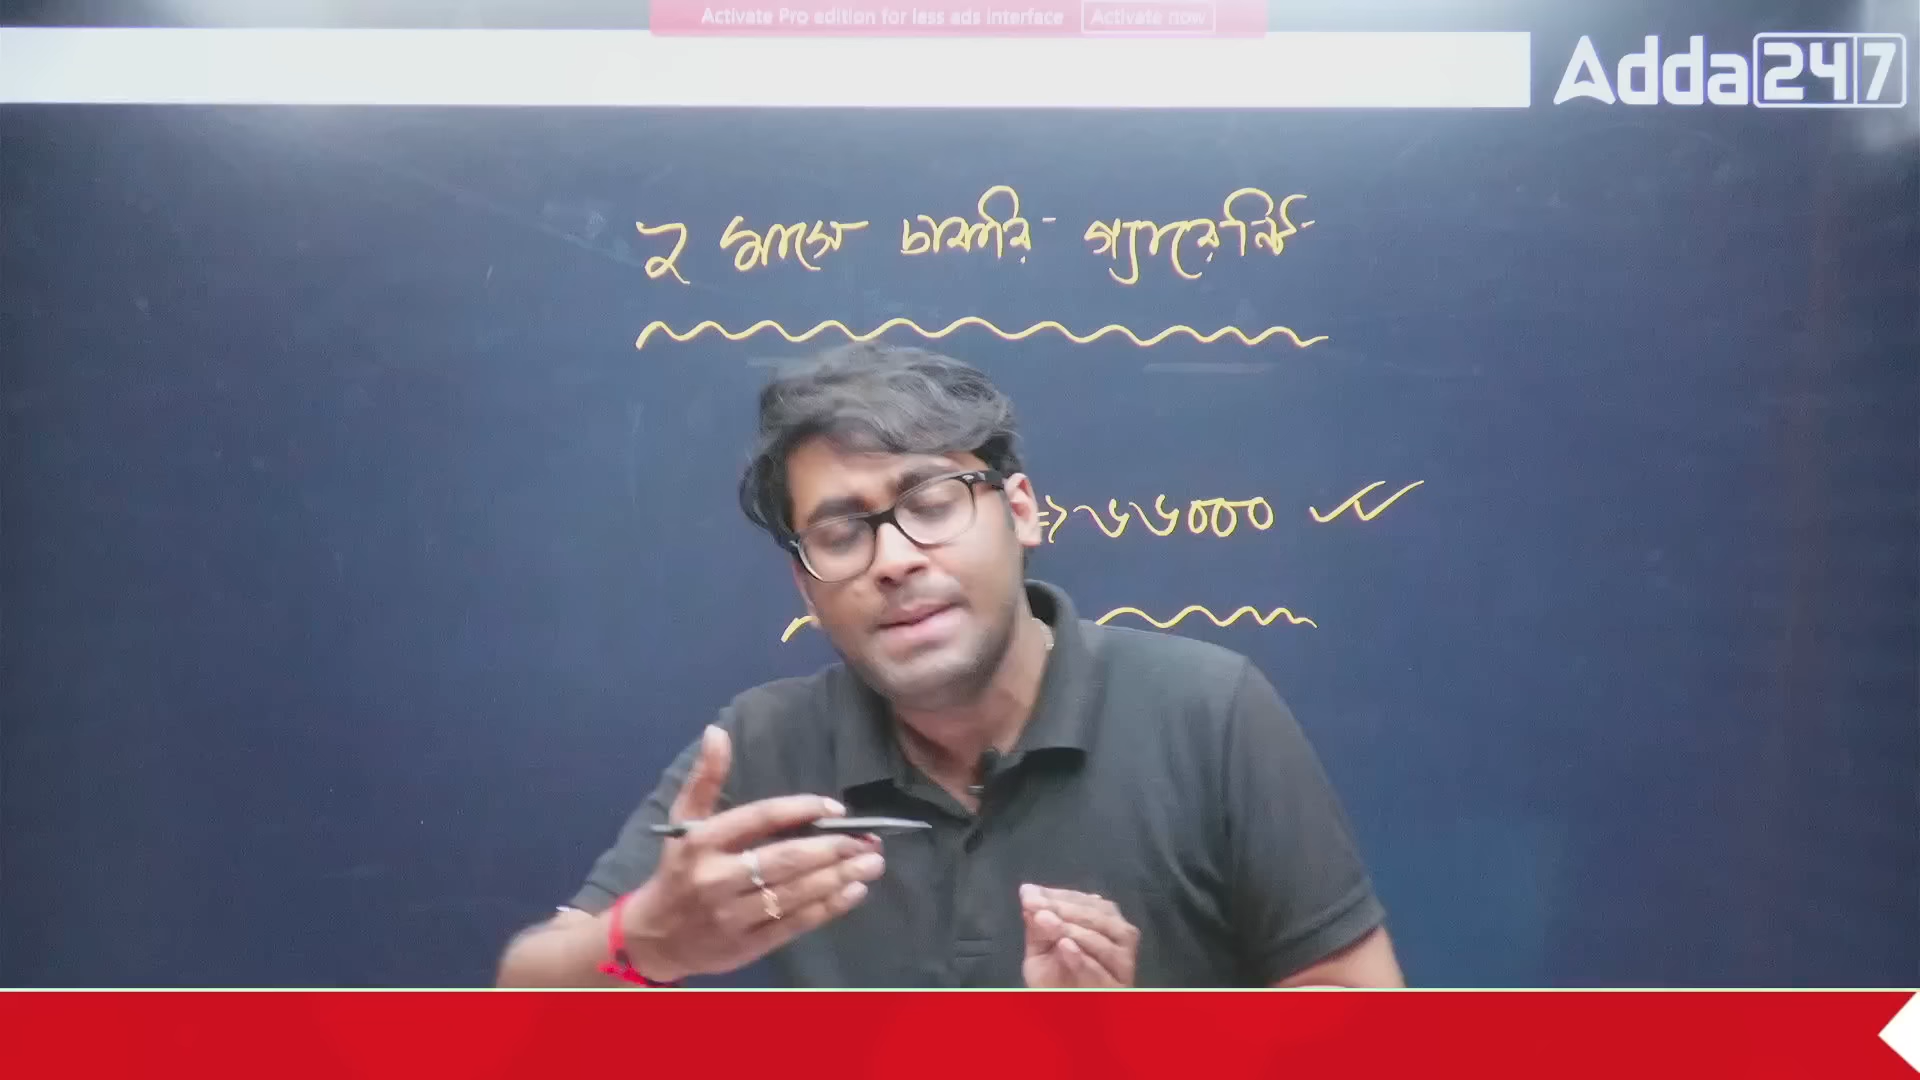 Activate Pro edition for less ads interface Activate now
Adda247
২ মাসে চাকরির গ্যারেন্টি
⇒ ৬৬০০০